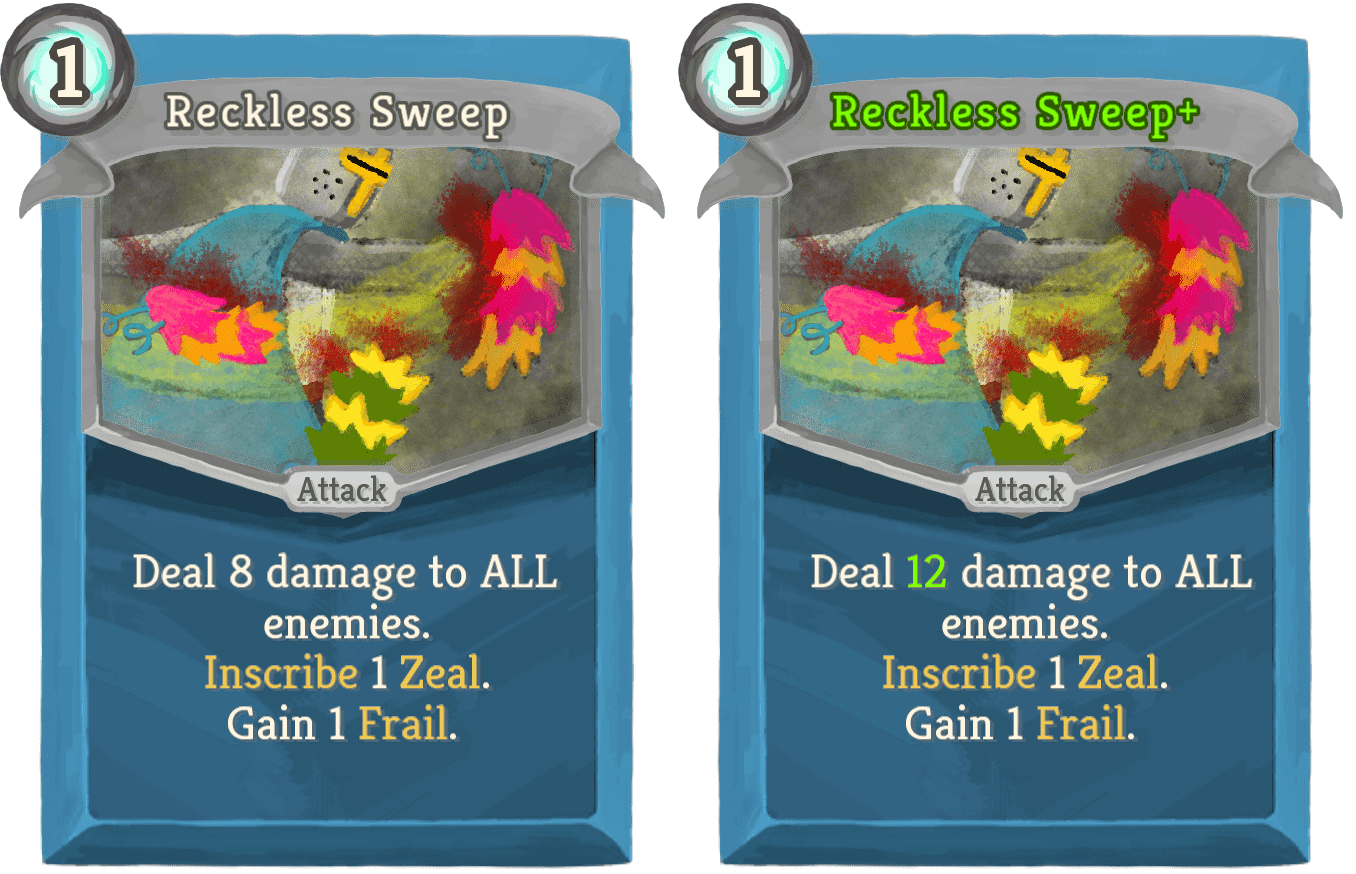 1
Reckless Sweep
Attack
Deal 8 damage to ALL
enemies.
Inscribe 1 Zeal.
Gain 1 Frail.
1
Reckless Sweep+
Attack
Deal 12 damage to ALL
enemies.
Inscribe 1 Zeal.
Gain 1 Frail.